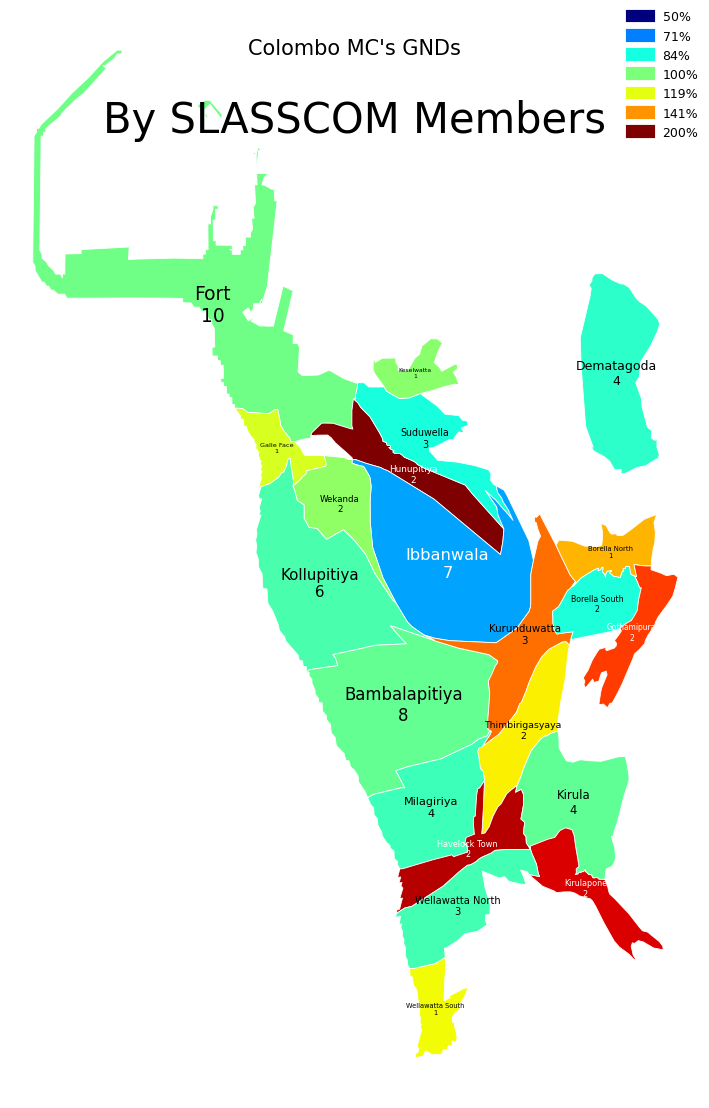 Colombo MC's GNDs
By SLASSCOM Members
50%
71%
84%
100%
119%
141%
200%
Fort
10
Keselwatta
1
Dematagoda
4
Suduwella
3
Galle Face
1
Hunupitiya
2
Wekanda
2
Ibbanwala
7
Borella North
1
Kollupitiya
6
Borella South
2
Kurunduwatta
3
Gothamipura
2
Bambalapitiya
8
Thimbirigasyaya
2
Milagiriya
4
Kirula
4
Havelock Town
2
Kirulapone
2
Wellawatta North
3
Wellawatta South
1